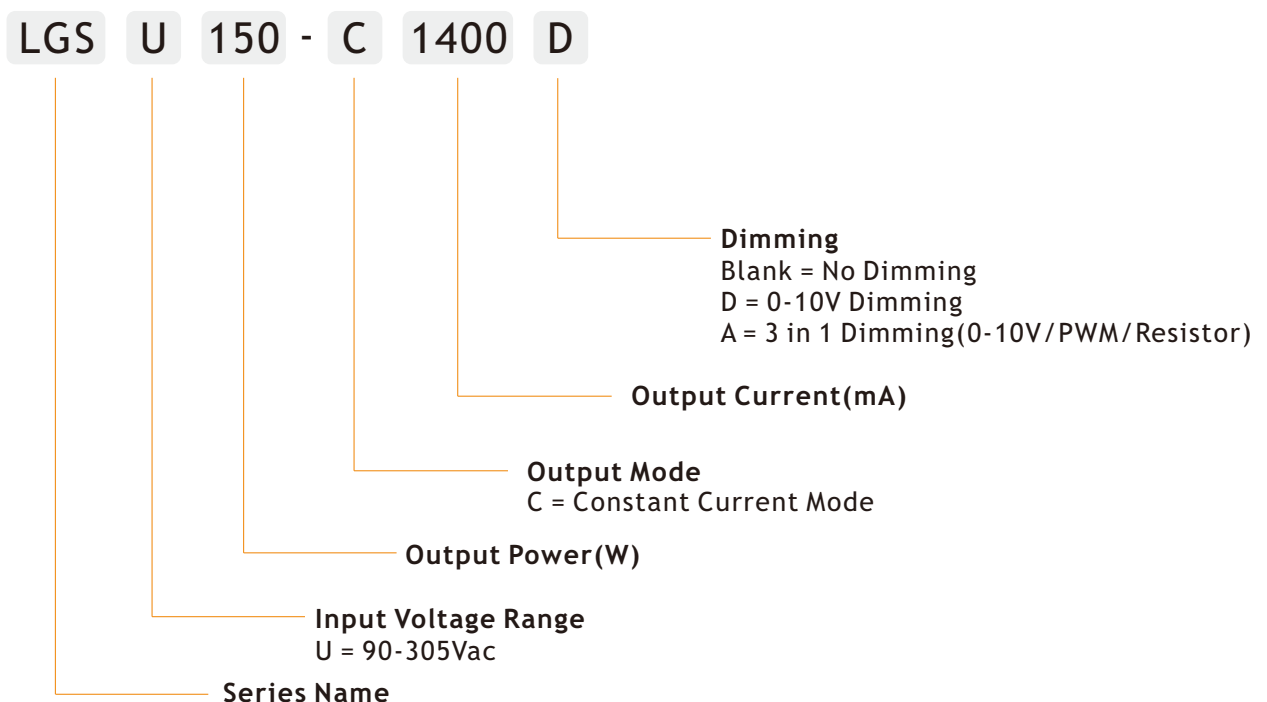 LGS U 150 - C 1400 D
Dimming
Blank = No Dimming
D = 0-10V Dimming
A = 3 in 1 Dimming(0-10V/PWM/Resistor)
Output Current(mA)
Output Mode
C = Constant Current Mode
Output Power(W)
Input Voltage Range
U = 90-305Vac
Series Name